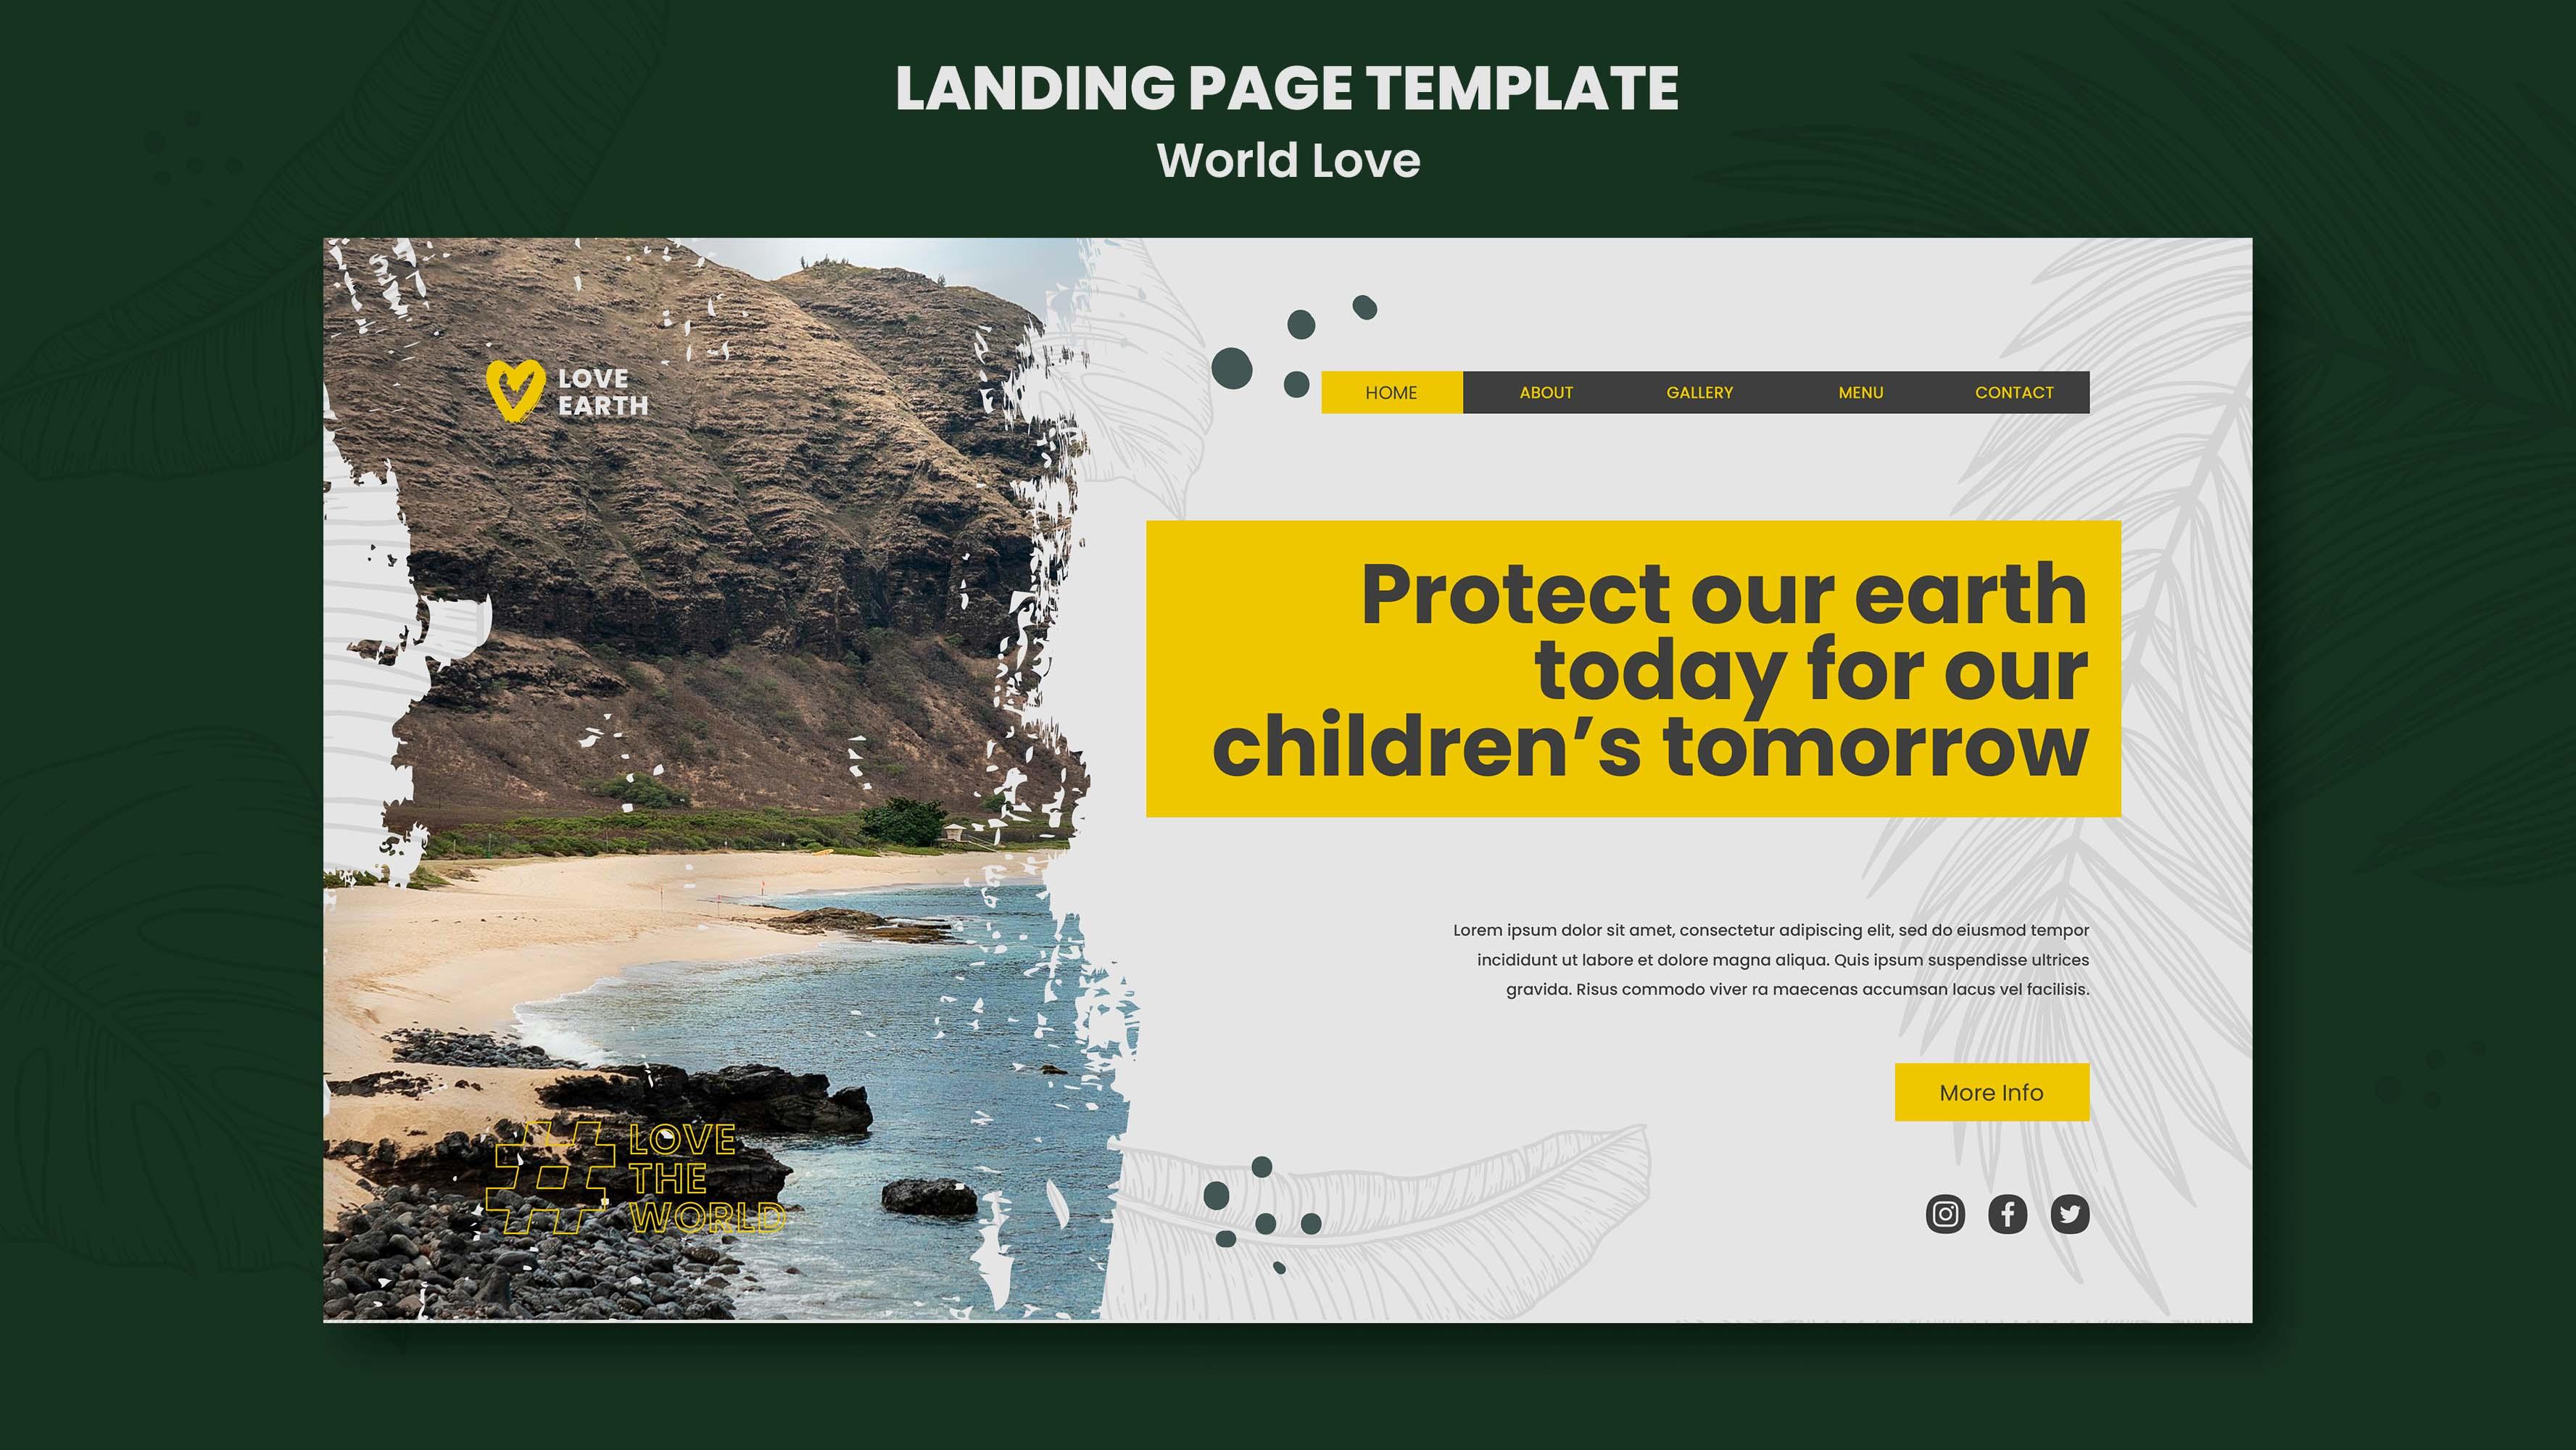 LANDING PAGE TEMPLATE
World Love
LOVE
EARTH
HOME ABOUT GALLERY MENU CONTACT
Protect our earth
today for our
children’s tomorrow
Lorem ipsum dolor sit amet, consectetur adipiscing elit, sed do eiusmod tempor
incididunt ut labore et dolore magna aliqua. Quis ipsum suspendisse ultrices
gravida. Risus commodo viver ra maecenas accumsan lacus vel facilisis.
More Info
# LOVE
THE
WORLD